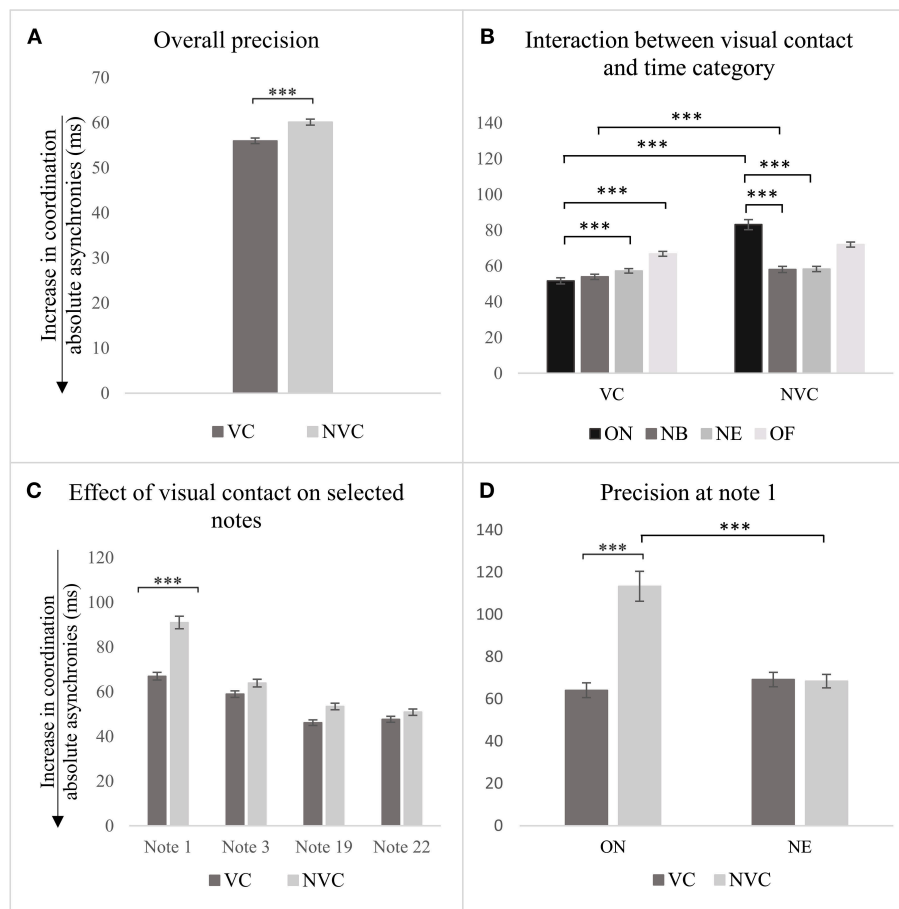 A
Overall precision
Increase in coordination
absolute asynchronies (ms)
70
60
50
40
30
20
10
0
***
VC NVC
B
Interaction between visual contact
and time category
140
120
100
80
60
40
20
0
***
***
***
***
***
***
VC NVC
ON NB NE OF
C
Effect of visual contact on selected
notes
Increase in coordination
absolute asynchronies (ms)
120
100
80
60
40
20
0
***
Note 1 Note 3 Note 19 Note 22
VC NVC
D
Precision at note 1
140
120
100
80
60
40
20
0
***
***
ON NE
VC NVC